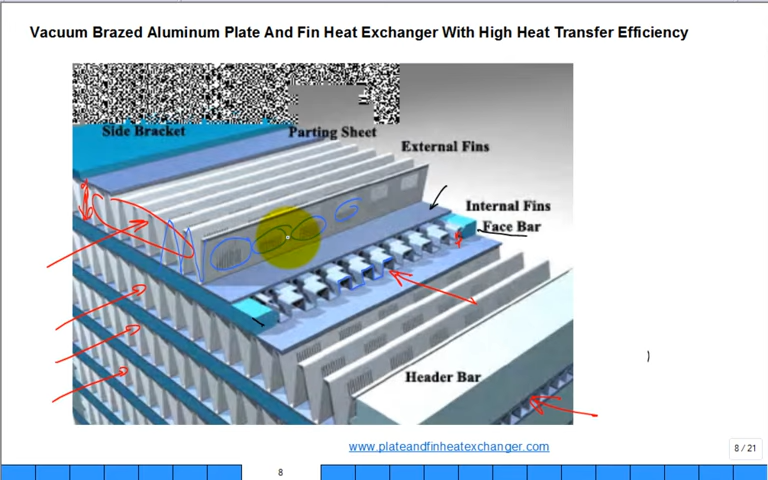 Vacuum Brazed Aluminum Plate And Fin Heat Exchanger With High Heat Transfer Efficiency
Side Bracket
Parting Sheet
External Fins
Internal Fins
Face Bar
Header Bar
www.plateandfinheatexchanger.com
8 / 21
8